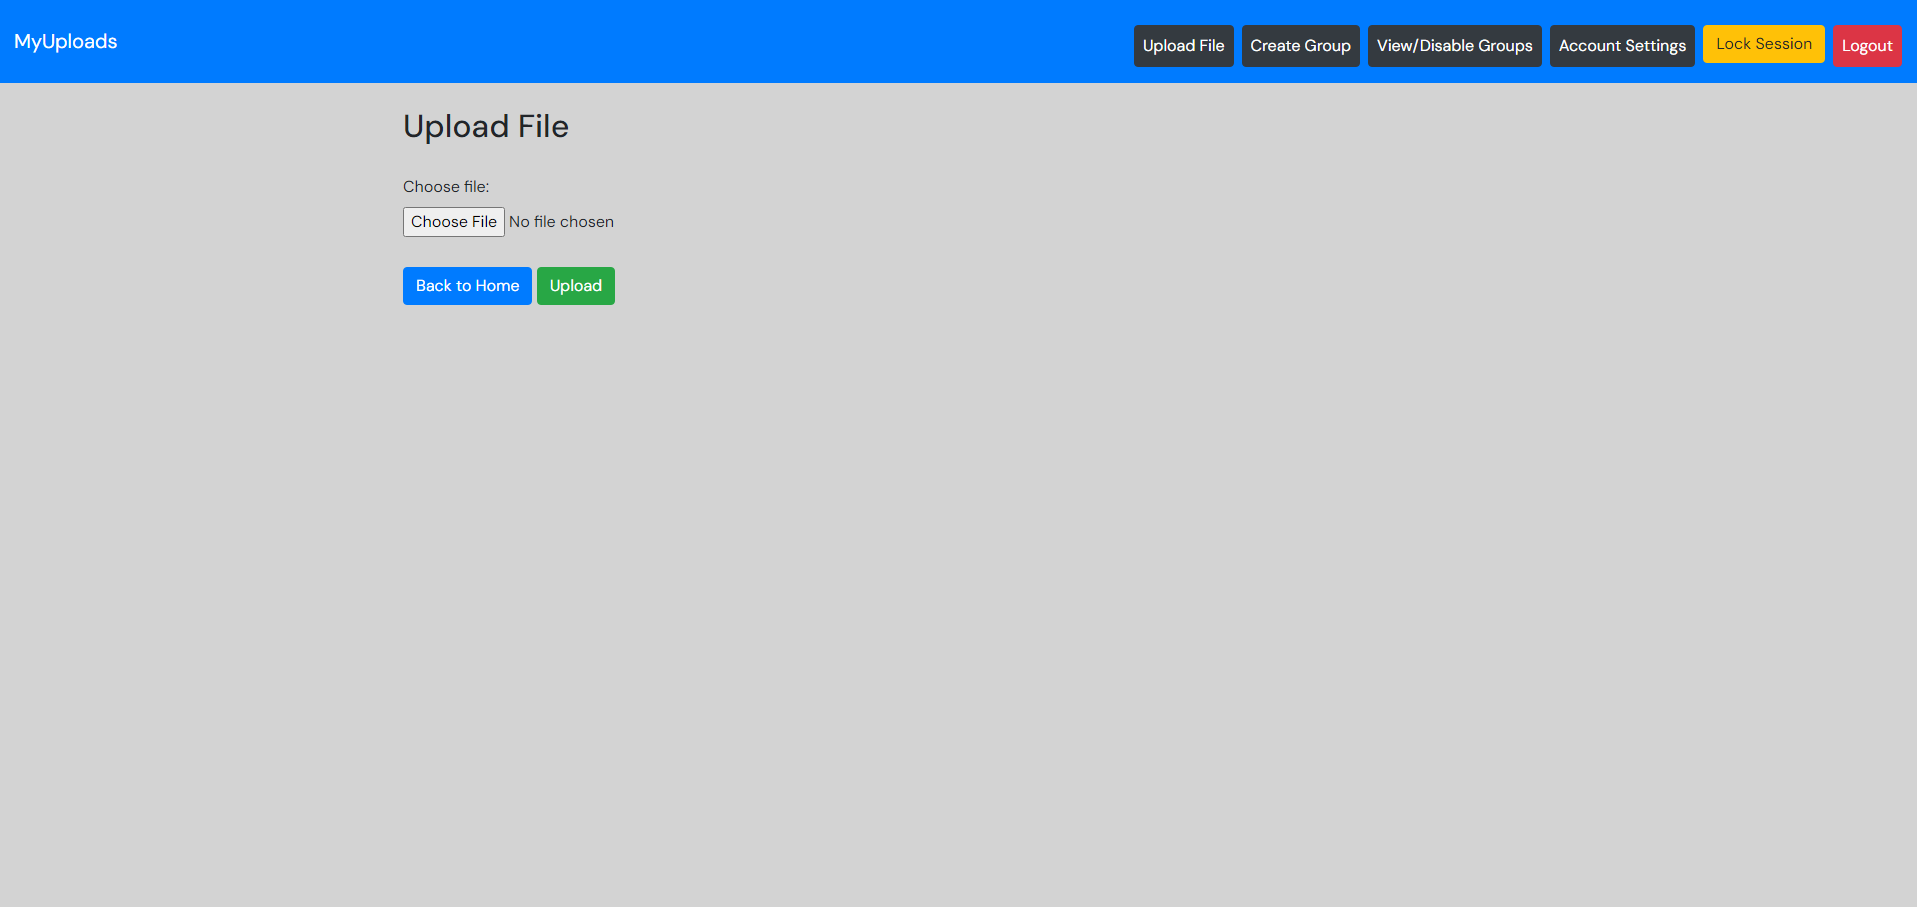 MyUploads
Upload File Create Group View/Disable Groups Account Settings Lock Session Logout
Upload File
Choose file:
Choose File No file chosen
Back to Home Upload